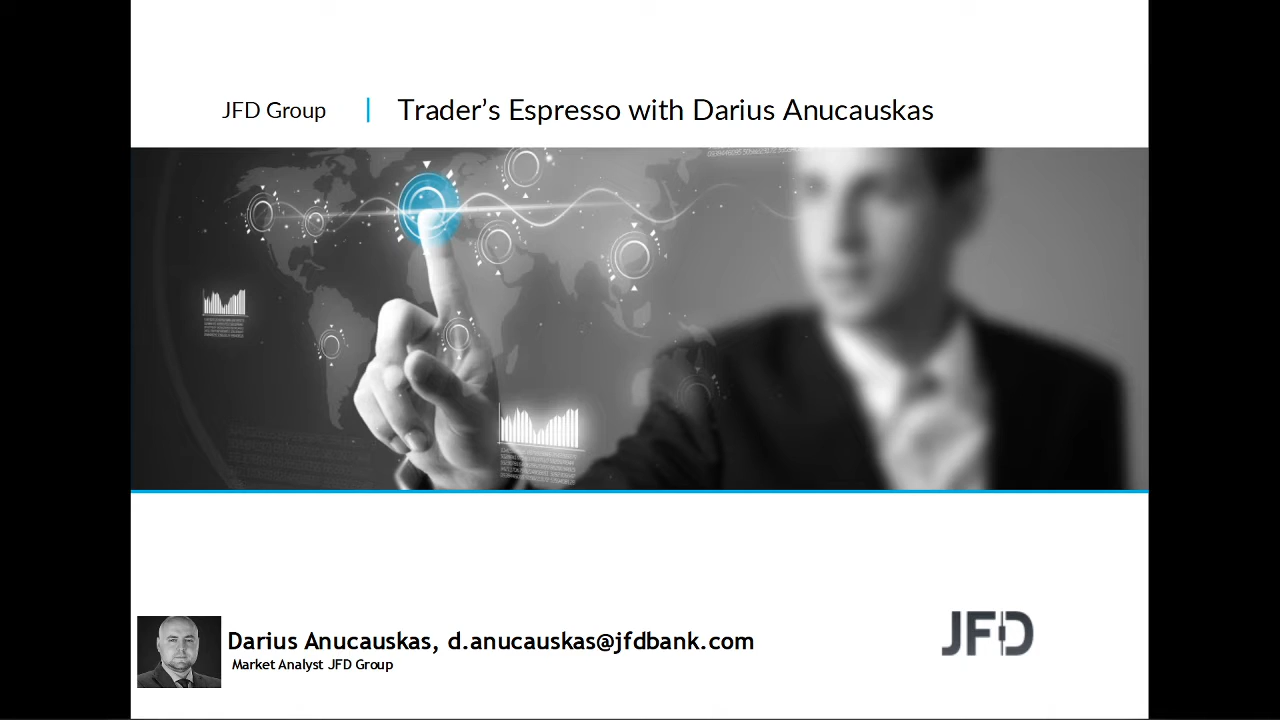 JFD Group | Trader's Espresso with Darius Anucauskas
Darius Anucauskas, d.anucauskas@jfdbank.com
Market Analyst JFD Group
JFD